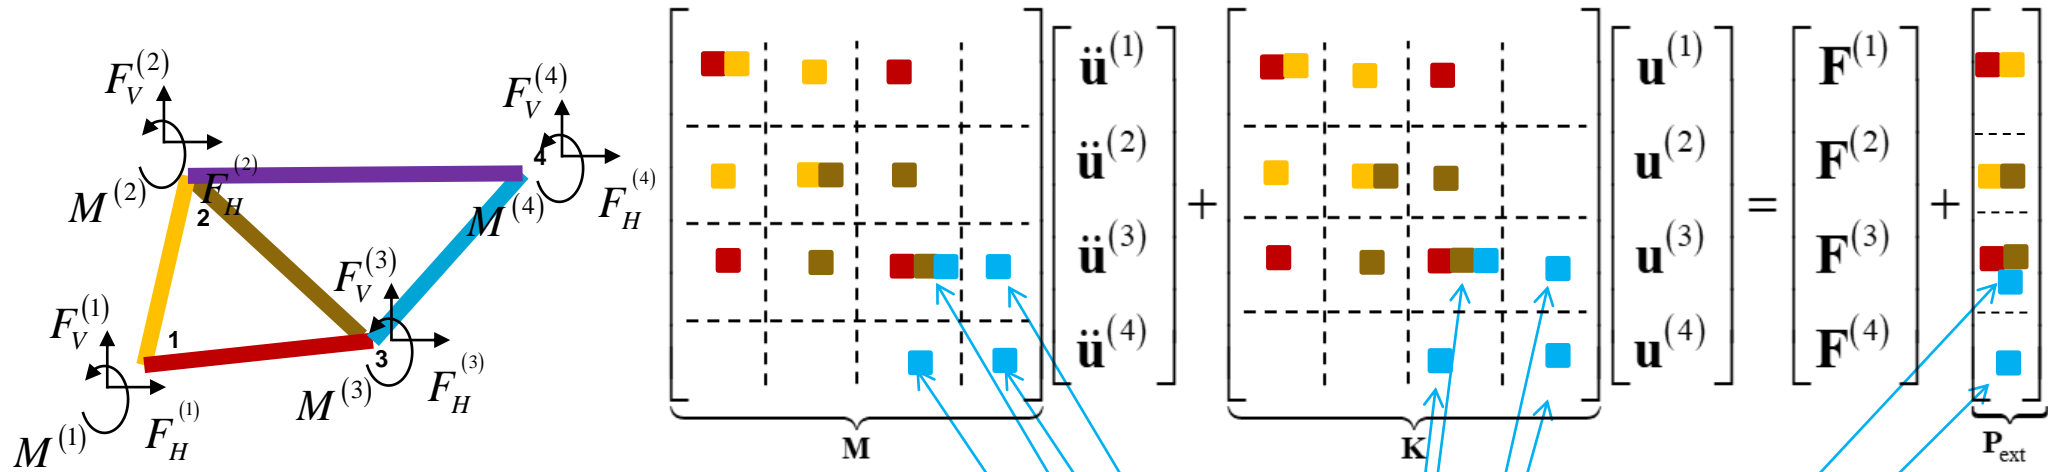 F_V^(2)
F_V^(4)
4
M^(2)
F_H^(2)
2
M^(4)
F_H^(4)
F_V^(3)
F_V^(1)
1
3
M^(3)
F_H^(3)
M^(1)
F_H^(1)
ü^(1) u^(1) F^(1)
ü^(2) u^(2) F^(2)
+ = +
ü^(3) u^(3) F^(3)
ü^(4) u^(4) F^(4)
M K P_ext